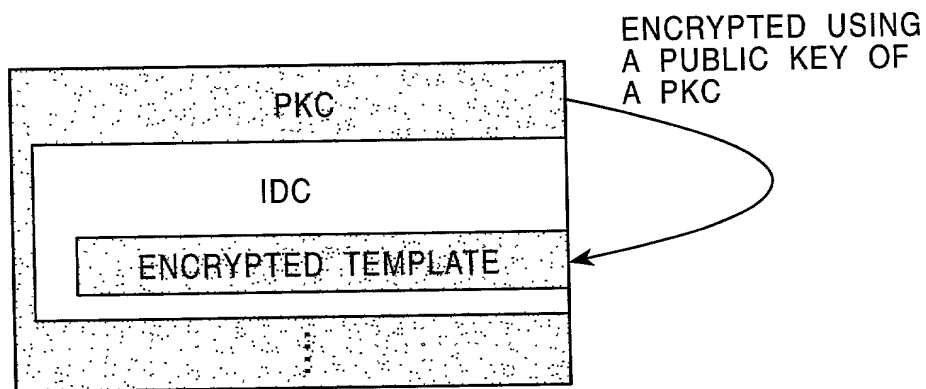 ENCRYPTED USING
A PUBLIC KEY OF
A PKC
PKC
IDC
ENCRYPTED TEMPLATE